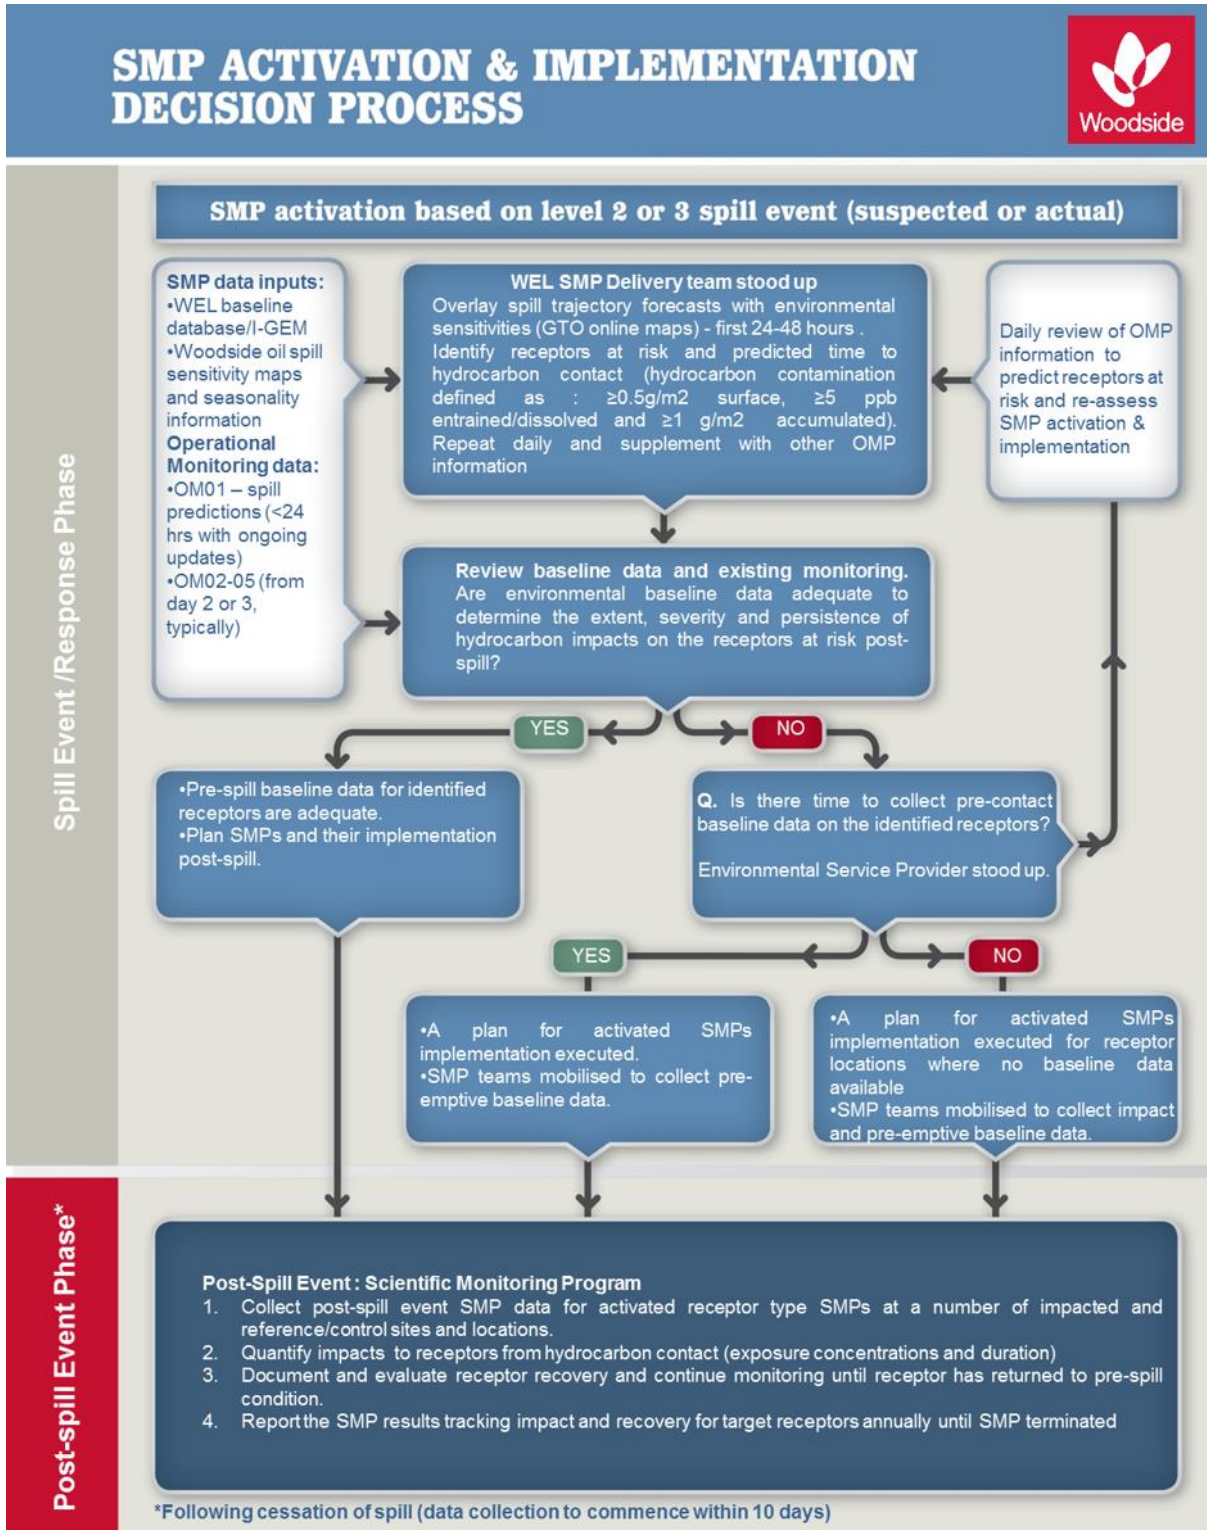 SMP ACTIVATION & IMPLEMENTATION
DECISION PROCESS
Woodside
SMP activation based on level 2 or 3 spill event (suspected or actual)
SMP data inputs:
•WEL baseline
database/I-GEM
•Woodside oil spill
sensitivity maps
and seasonality
information
Operational
Monitoring data:
•OM01 – spill
predictions (<24
hrs with ongoing
updates)
•OM02-05 (from
day 2 or 3,
typically)
WEL SMP Delivery team stood up
Overlay spill trajectory forecasts with environmental
sensitivities (GTO online maps) - first 24-48 hours .
Identify receptors at risk and predicted time to
hydrocarbon contact (hydrocarbon contamination
defined as : ≥0.5g/m2 surface, ≥5 ppb
entrained/dissolved and ≥1 g/m2 accumulated).
Repeat daily and supplement with other OMP
information
Daily review of OMP
information to
predict receptors at
risk and re-assess
SMP activation &
implementation
Review baseline data and existing monitoring.
Are environmental baseline data adequate to
determine the extent, severity and persistence of
hydrocarbon impacts on the receptors at risk post-
spill?
YES
NO
•Pre-spill baseline data for identified
receptors are adequate.
•Plan SMPs and their implementation
post-spill.
Q. Is there time to collect pre-contact
baseline data on the identified receptors?
Environmental Service Provider stood up.
YES
NO
•A plan for activated SMPs
implementation executed.
•SMP teams mobilised to collect pre-
emptive baseline data.
•A plan for activated SMPs
implementation executed for receptor
locations where no baseline data
available
•SMP teams mobilised to collect impact
and pre-emptive baseline data.
Spill Event /Response Phase
Post-spill Event Phase*
Post-Spill Event : Scientific Monitoring Program
1. Collect post-spill event SMP data for activated receptor type SMPs at a number of impacted and
reference/control sites and locations.
2. Quantify impacts to receptors from hydrocarbon contact (exposure concentrations and duration)
3. Document and evaluate receptor recovery and continue monitoring until receptor has returned to pre-spill
condition.
4. Report the SMP results tracking impact and recovery for target receptors annually until SMP terminated
*Following cessation of spill (data collection to commence within 10 days)